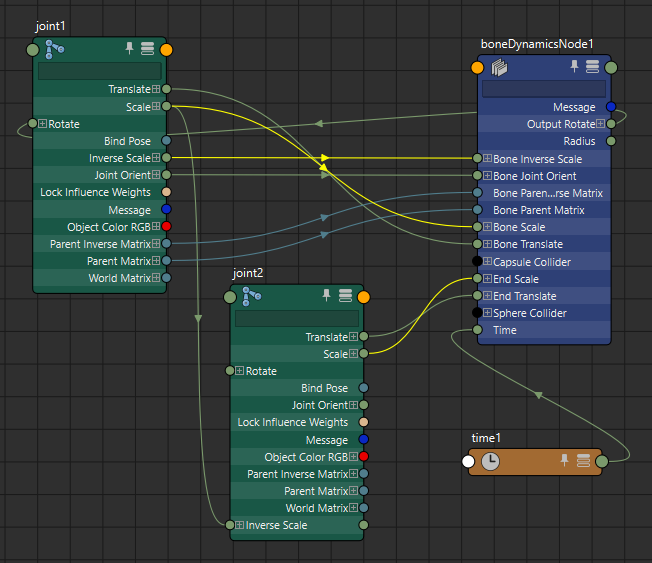 joint1
Translate
Scale
Rotate
Bind Pose
Inverse Scale
Joint Orient
Lock Influence Weights
Message
Object Color RGB
Parent Inverse Matrix
Parent Matrix
World Matrix
boneDynamicsNode1
Message
Output Rotate
Radius
Bone Inverse Scale
Bone Joint Orient
Bone Paren...rse Matrix
Bone Parent Matrix
Bone Scale
Bone Translate
Capsule Collider
End Scale
End Translate
Sphere Collider
Time
joint2
Translate
Scale
Rotate
Bind Pose
Joint Orient
Lock Influence Weights
Message
Object Color RGB
Parent Inverse Matrix
Parent Matrix
World Matrix
Inverse Scale
time1